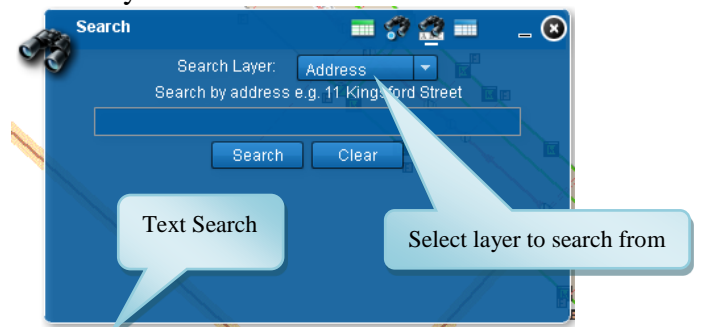 Search
Search Layer: Address
Search by address e.g. 11 Kingsford Street
Search Clear
Text Search
Select layer to search from